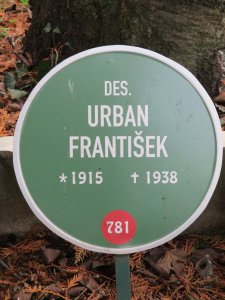 DES.
URBAN
FRANTIŠEK
* 1915 ✝ 1938
781